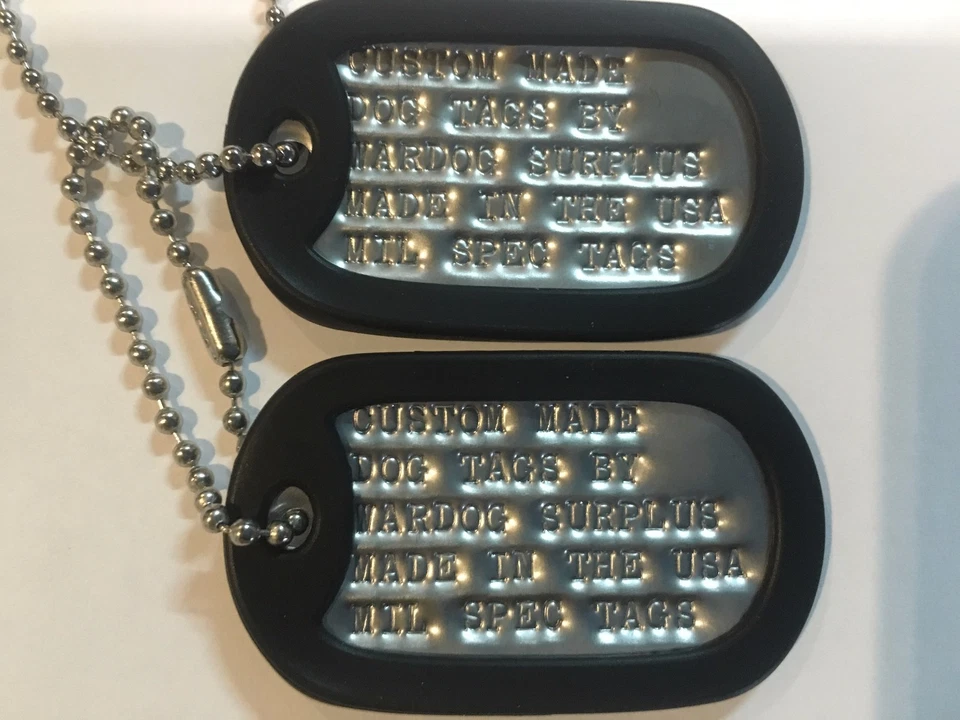 CUSTOM MADE
DOG TAGS BY
WARDOG SURPLUS
MADE IN THE USA
MIL SPEC TAGS
CUSTOM MADE
DOG TAGS BY
WARDOG SURPLUS
MADE IN THE USA
MIL SPEC TAGS